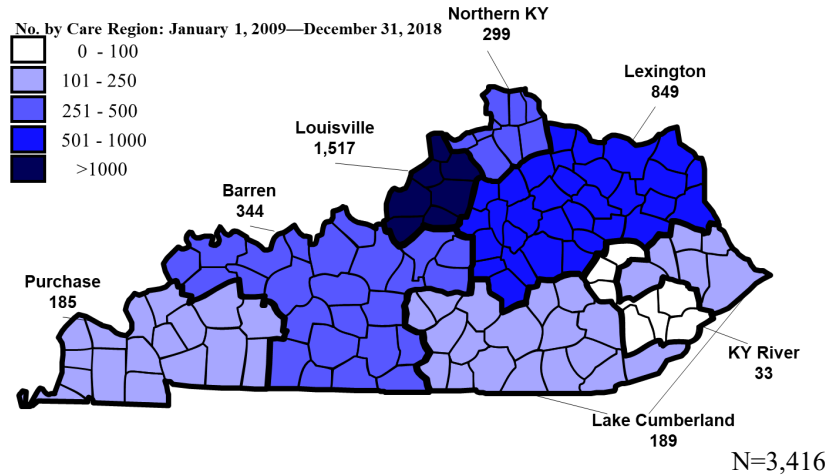 Northern KY
299
No. by Care Region: January 1, 2009—December 31, 2018
0 - 100
101 - 250
251 - 500
501 - 1000
>1000
Lexington
849
Louisville
1,517
Barren
344
Purchase
185
KY River
33
Lake Cumberland
189
N=3,416